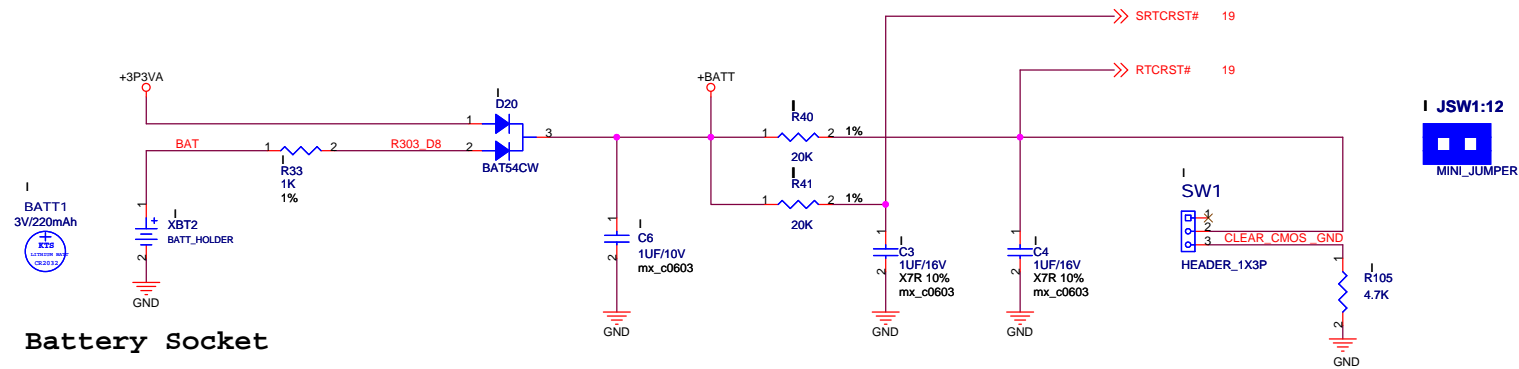 SRTCRST# 19
+3P3VA
+BATT
RTCRST# 19
I
D20
I
R40
I JSW1:12
1
3
1 2 1%
BAT
1 2
R303_D8
2
20K
I
R33
BAT54CW
I
R41
MINI_JUMPER
1K
1%
1 2 1%
I
SW1
I
BATT1
3V/220mAh
20K
1
I
XBT2
BATT_HOLDER
1
I
C6
1UF/10V
mx_c0603
1
2
3
CLEAR_CMOS_GND
KTS
LITHIUM BATT
CR2032
2
GND
2
GND
1
I
C3
1UF/16V
X7R 10%
mx_c0603
2
GND
1
I
C4
1UF/16V
X7R 10%
mx_c0603
2
GND
HEADER_1X3P
1
I
R105
4.7K
2
GND
Battery Socket